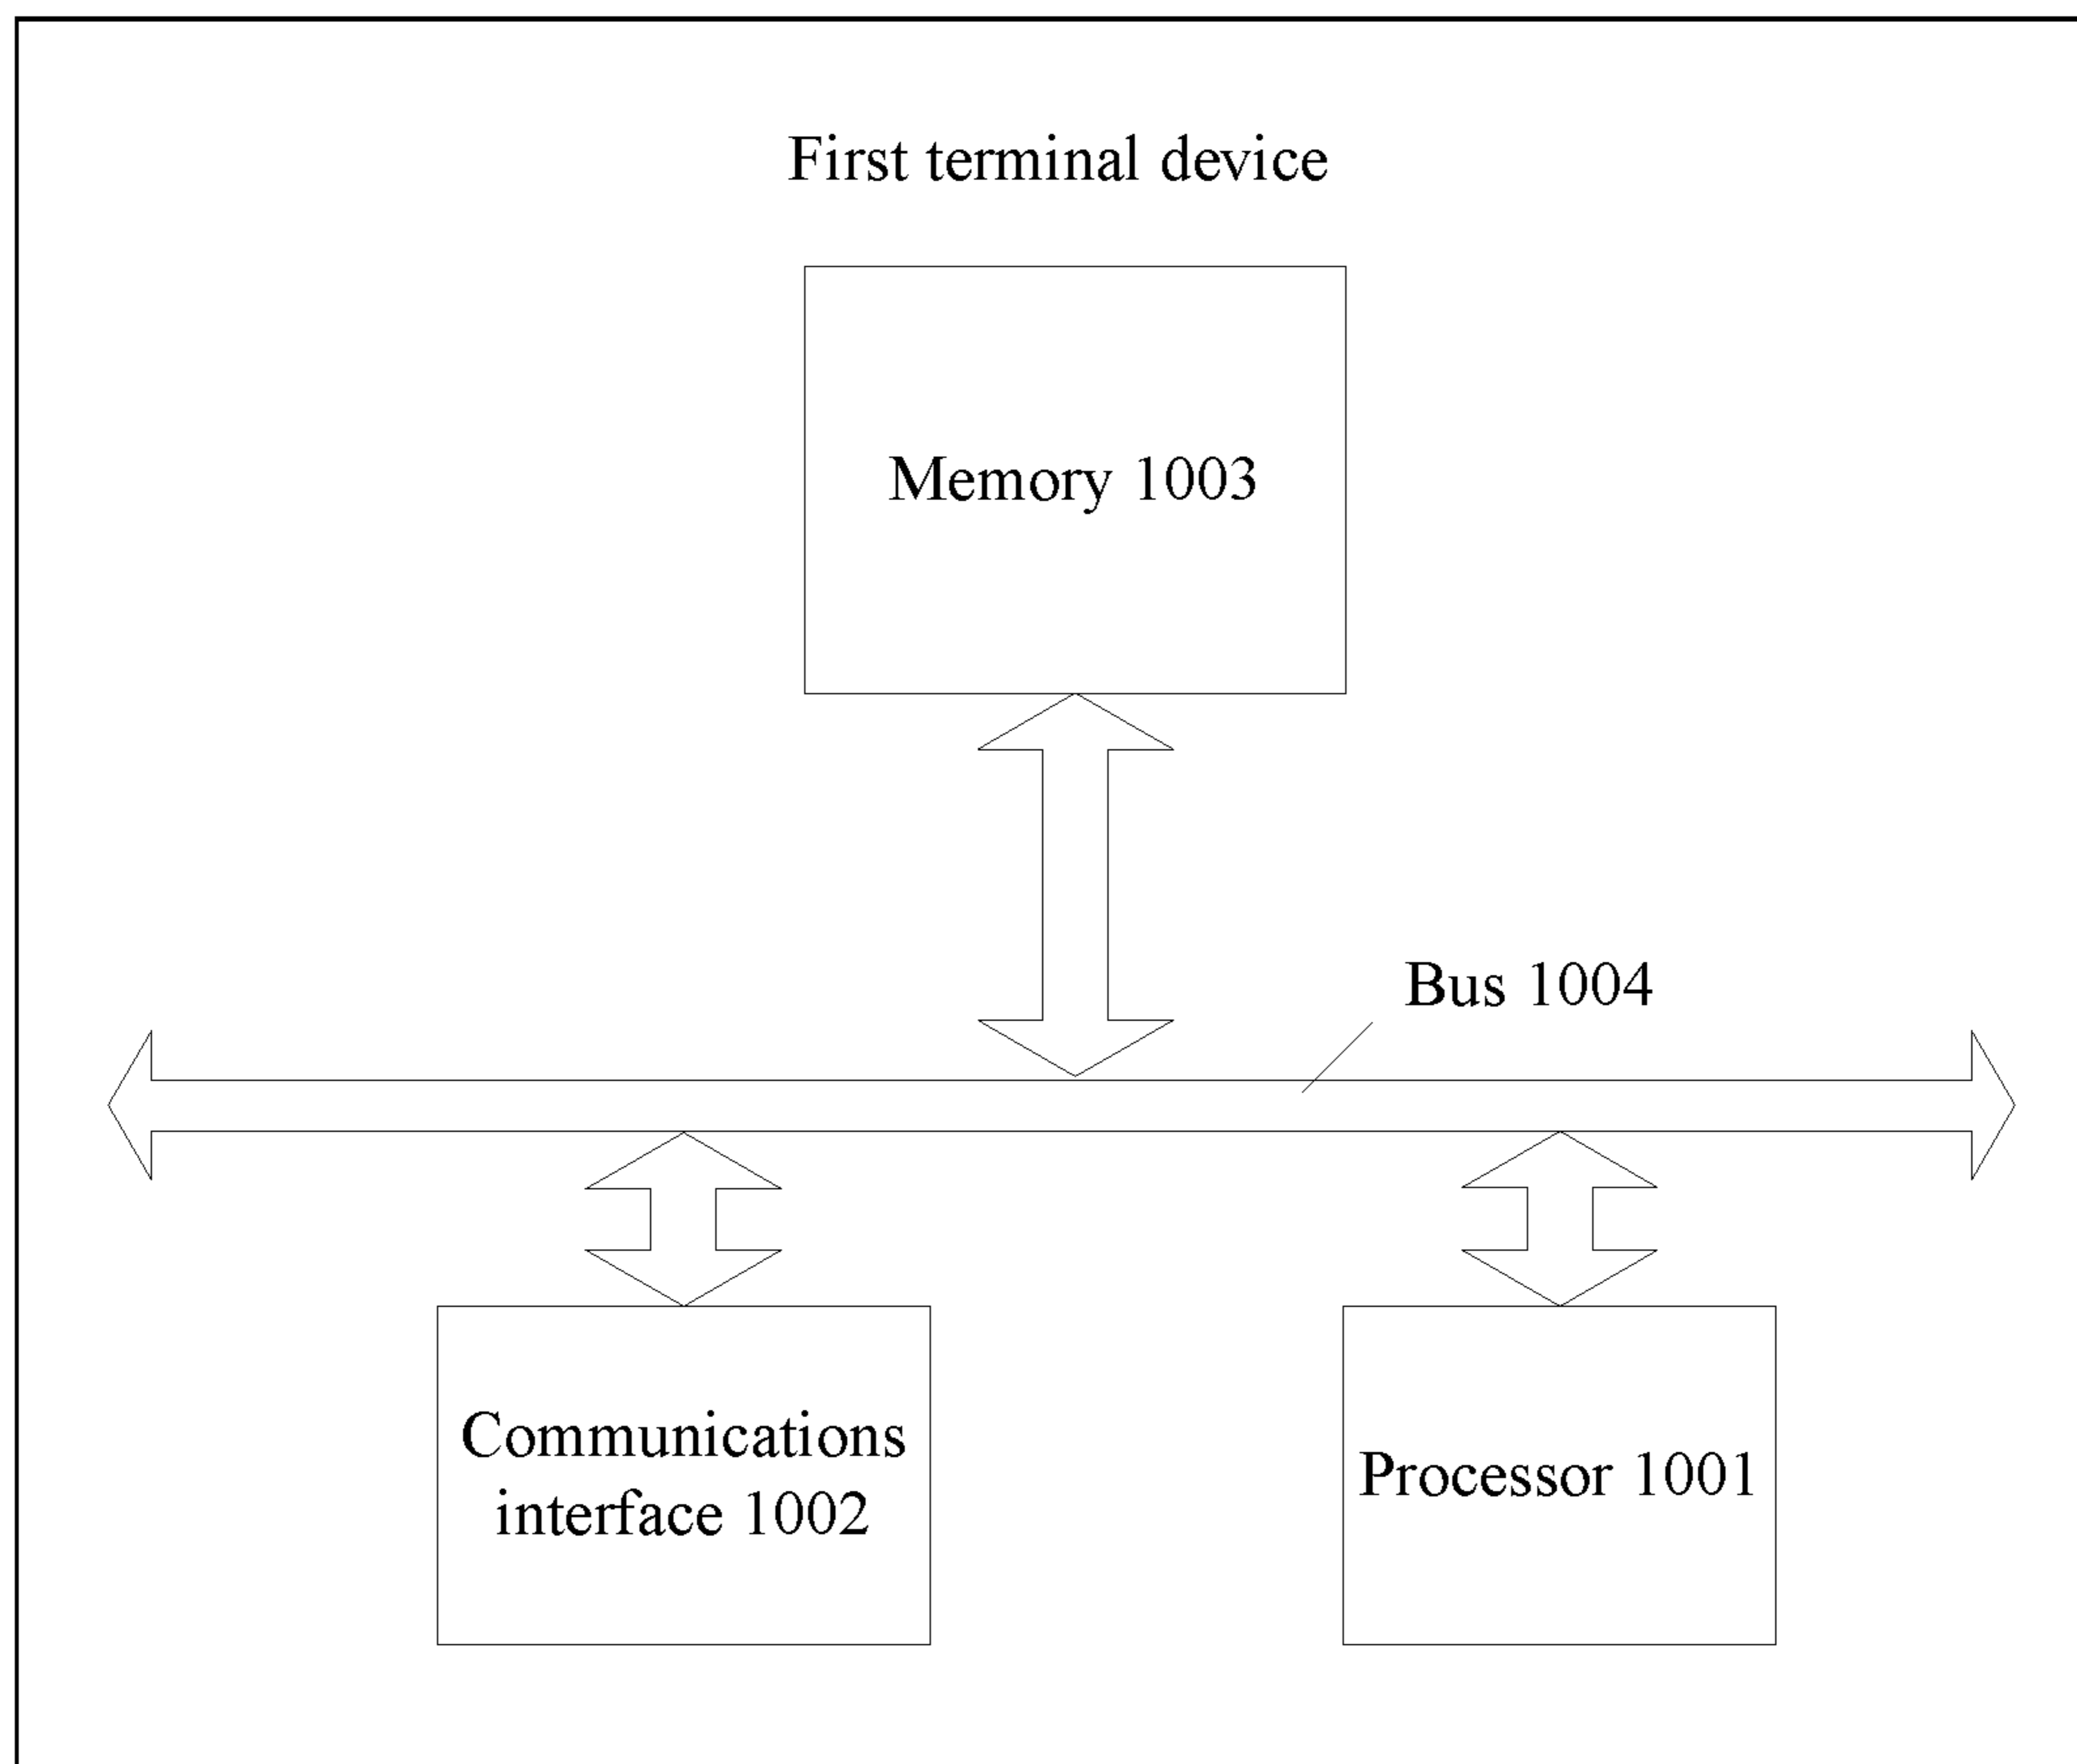 First terminal device
Memory 1003
Bus 1004
Communications
interface 1002
Processor 1001